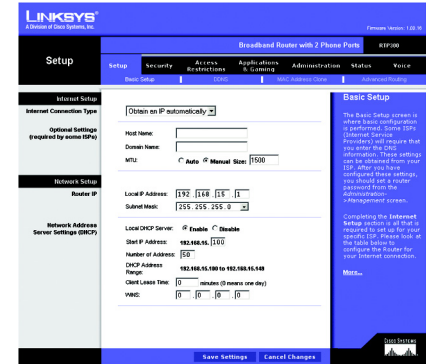 LINKSYS®
A Division of Cisco Systems, Inc.
Firmware Version: 1.00.
Broadband Router with 2 Phone Ports
RTP300
Setup
Setup
Security
Access Restrictions
Applications & Gaming
Administration
Status
Voice
Basic Setup
DDNS
MAC Address Clone
Advanced Routing
Internet Setup
Internet Connection Type
Obtain an IP automatically
Optional Settings
(required by some ISPs)
Host Name:
Domain Name:
MTU:
Auto
Manual
Size: 1500
Network Setup
Router IP
Local IP Address: 192 . 168 . 15 . 1
Subnet Mask: 255.255.255.0
Network Address
Server Settings (DHCP)
Local DHCP Server:
Enable
Disable
Start IP Address: 192.168.15. 100
Number of Address: 50
DHCP Address
Range:
192.168.15.100 to 192.168.15.149
Client Lease Time: 0 minutes (0 means one day)
WINS: 0 . 0 . 0 . 0
Basic Setup
The Basic Setup screen is
where basic configuration
is performed. Some ISPs
(Internet Service
Providers) will require that
you enter the DNS
information. These settings
can be obtained from your
ISP. After you have
configured these settings,
you should set a router
password from the
Administration-
>Management screen.
Completing the Internet
Setup section is all that is
required to set up for your
specific ISP. Please look at
the table below to
configure the Router for
your Internet connection.
More...
Save Settings
Cancel Changes
CISCO SYSTEMS